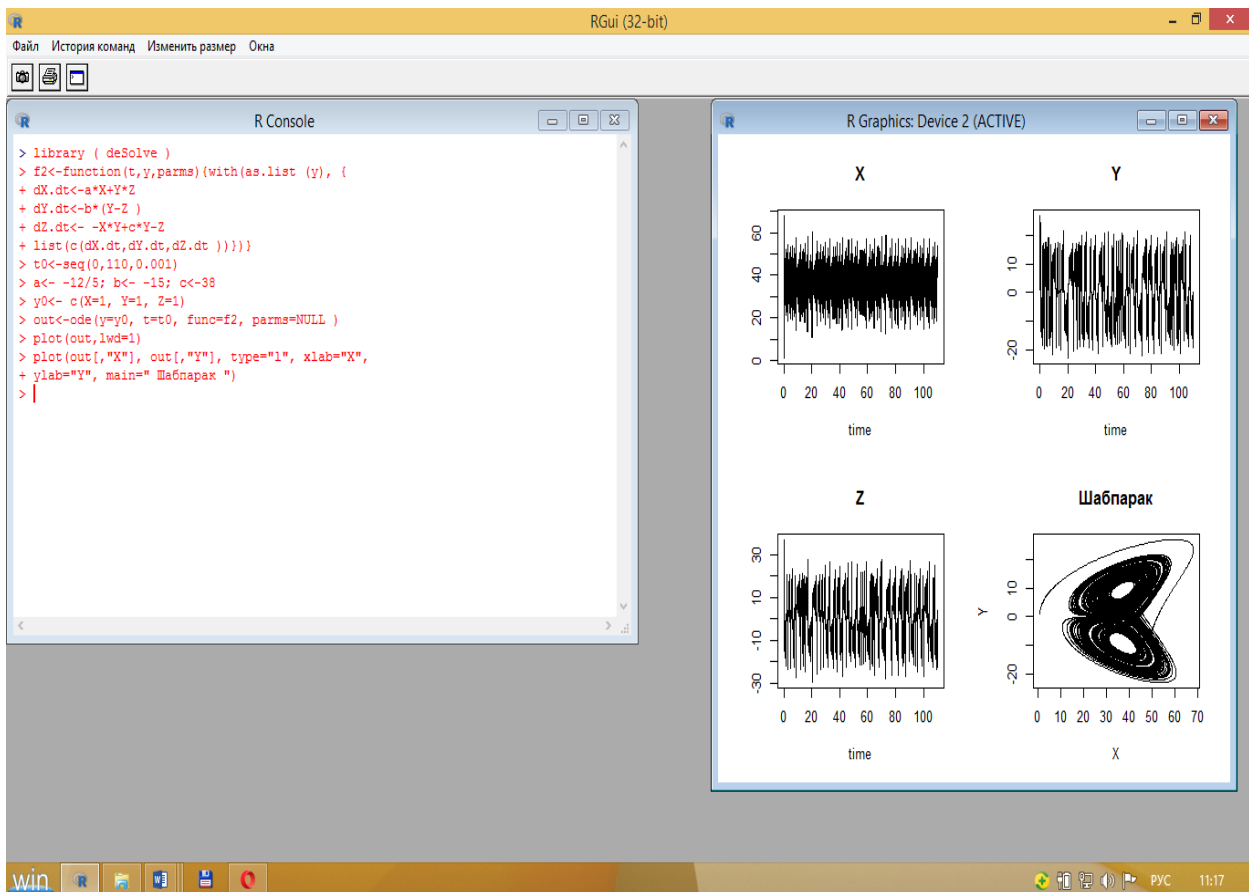 RGui (32-bit)
Файл История команд Изменить размер Окна
R Console
> library ( deSolve )
> f2<-function(t,y,parms){with(as.list (y), {
+ dX.dt<-a*X+Y*Z
+ dY.dt<-b*(Y-Z )
+ dZ.dt<- -X*Y+c*Y-Z
+ list(c(dX.dt,dY.dt,dZ.dt ))})}
> t0<-seq(0,110,0.001)
> a<- -12/5; b<- -15; c<-38
> y0<- c(X=1, Y=1, Z=1)
> out<-ode(y=y0, t=t0, func=f2, parms=NULL )
> plot(out,lwd=1)
> plot(out[,"X"], out[,"Y"], type="l", xlab="X",
+ ylab="Y", main=" Шабпарак ")
>
R Graphics: Device 2 (ACTIVE)
X
0 20 40 60
0 20 40 60 80 100
time
Y
-20 0 10
0 20 40 60 80 100
time
Z
-30 -10 10 30
0 20 40 60 80 100
time
Шабпарак
Y
-20 0 10
0 10 20 30 40 50 60 70
X
win
РУС 11:17